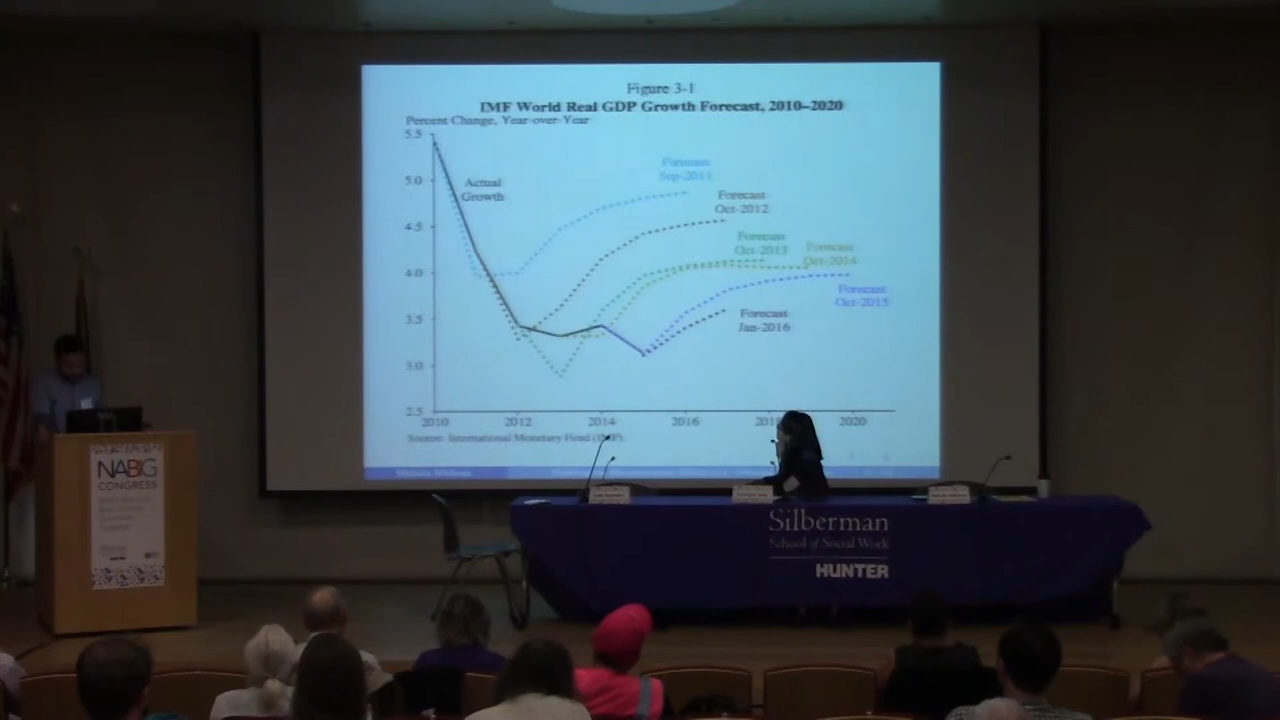 Figure 3-1
IMF World Real GDP Growth Forecast, 2010–2020
Percent Change, Year-over-Year
5.5
5.0
4.5
4.0
3.5
3.0
2.5
Actual
Growth
Forecast
Sep-2011
Forecast
Oct-2012
Forecast
Oct-2013
Forecast
Oct-2014
Forecast
Oct-2015
Forecast
Jan-2016
2010
2012
2014
2016
2020
Source: International Monetary Fund (IMF).
NABIG
CONGRESS
Silberman
School of Social Work
HUNTER